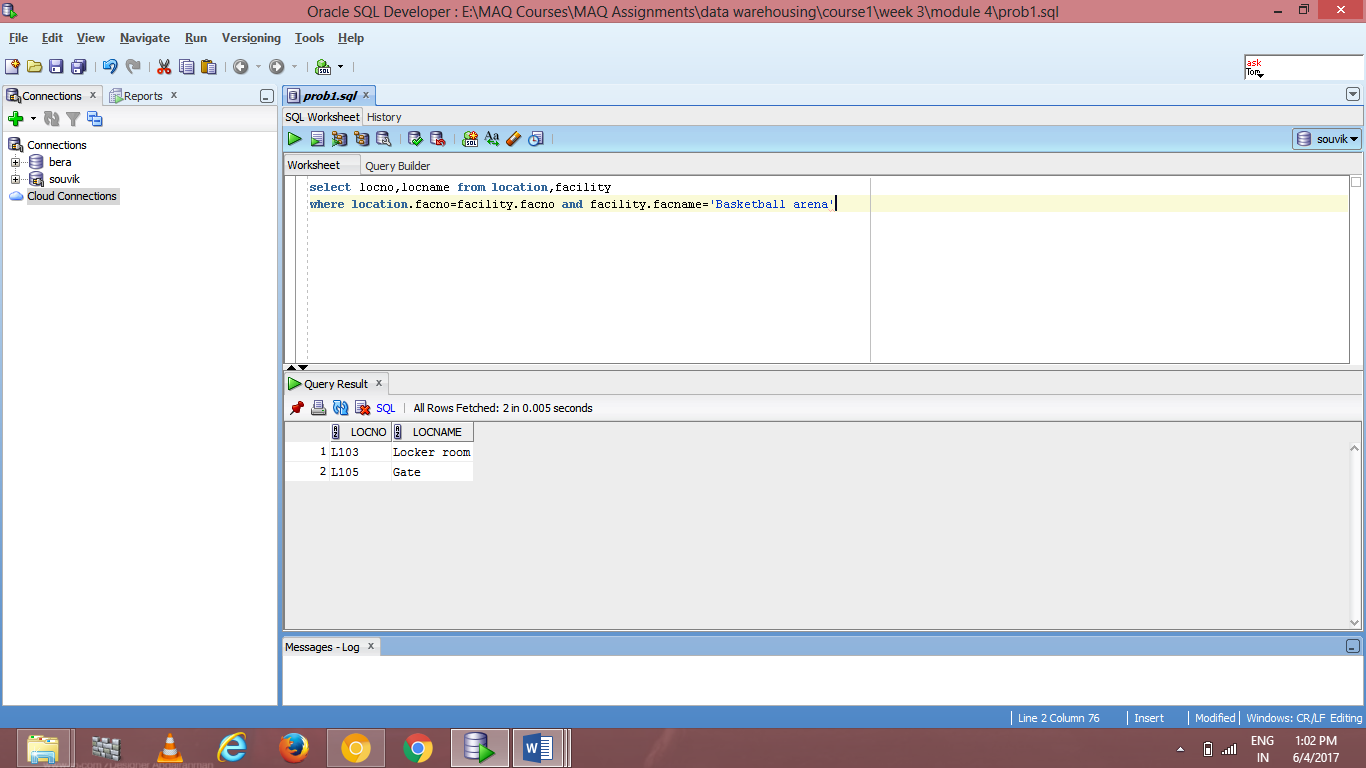 Oracle SQL Developer : E:\MAQ Courses\MAQ Assignments\data warehousing\course1\week 3\module 4\prob1.sql
File Edit View Navigate Run Versioning Tools Help
ask
Tom
Connections x Reports x
prob1.sql x
SQL Worksheet History
souvik
Worksheet Query Builder
Connections
bera
souvik
Cloud Connections
select locno,locname from location,facility
where location.facno=facility.facno and facility.facname='Basketball arena'
Query Result x
SQL | All Rows Fetched: 2 in 0.005 seconds
LOCNO LOCNAME
1 L103 Locker room
2 L105 Gate
Messages - Log x
Line 2 Column 76 | Insert | Modified | Windows: CR/LF Editing
ENG 1:02 PM
IN 6/4/2017